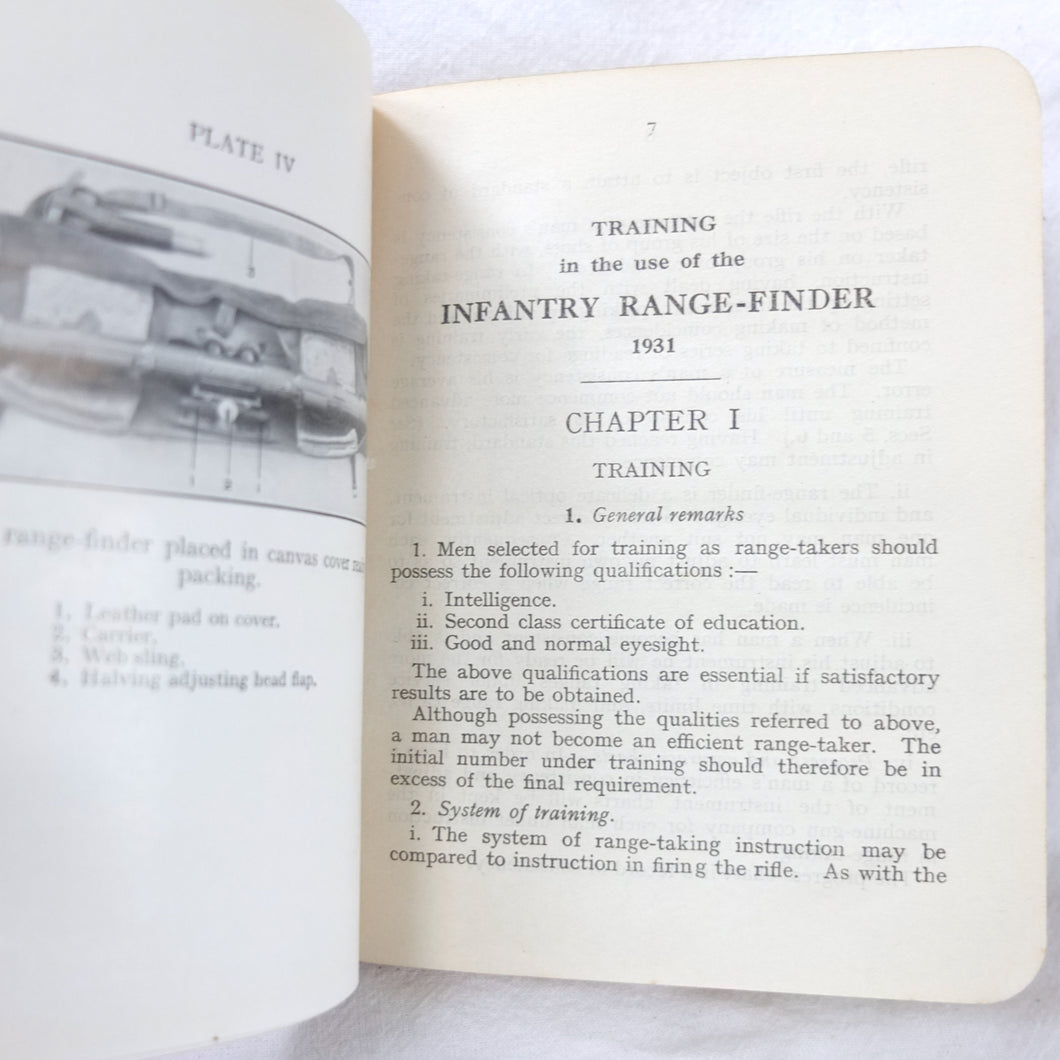 PLATE IV
3
1
2
1
range-finder placed in canvas cover
packing.
1, Leather pad on cover.
2, Carrier.
3, Web sling.
4, Halving adjusting head flap.
7
TRAINING
in the use of the
INFANTRY RANGE-FINDER
1931
CHAPTER I
TRAINING
1. General remarks
1. Men selected for training as range-takers should
possess the following qualifications :—
i. Intelligence.
ii. Second class certificate of education.
iii. Good and normal eyesight.
The above qualifications are essential if satisfactory
results are to be obtained.
Although possessing the qualities referred to above,
a man may not become an efficient range-taker. The
initial number under training should therefore be in
excess of the final requirement.
2. System of training.
i. The system of range-taking instruction may be
compared to instruction in firing the rifle. As with the